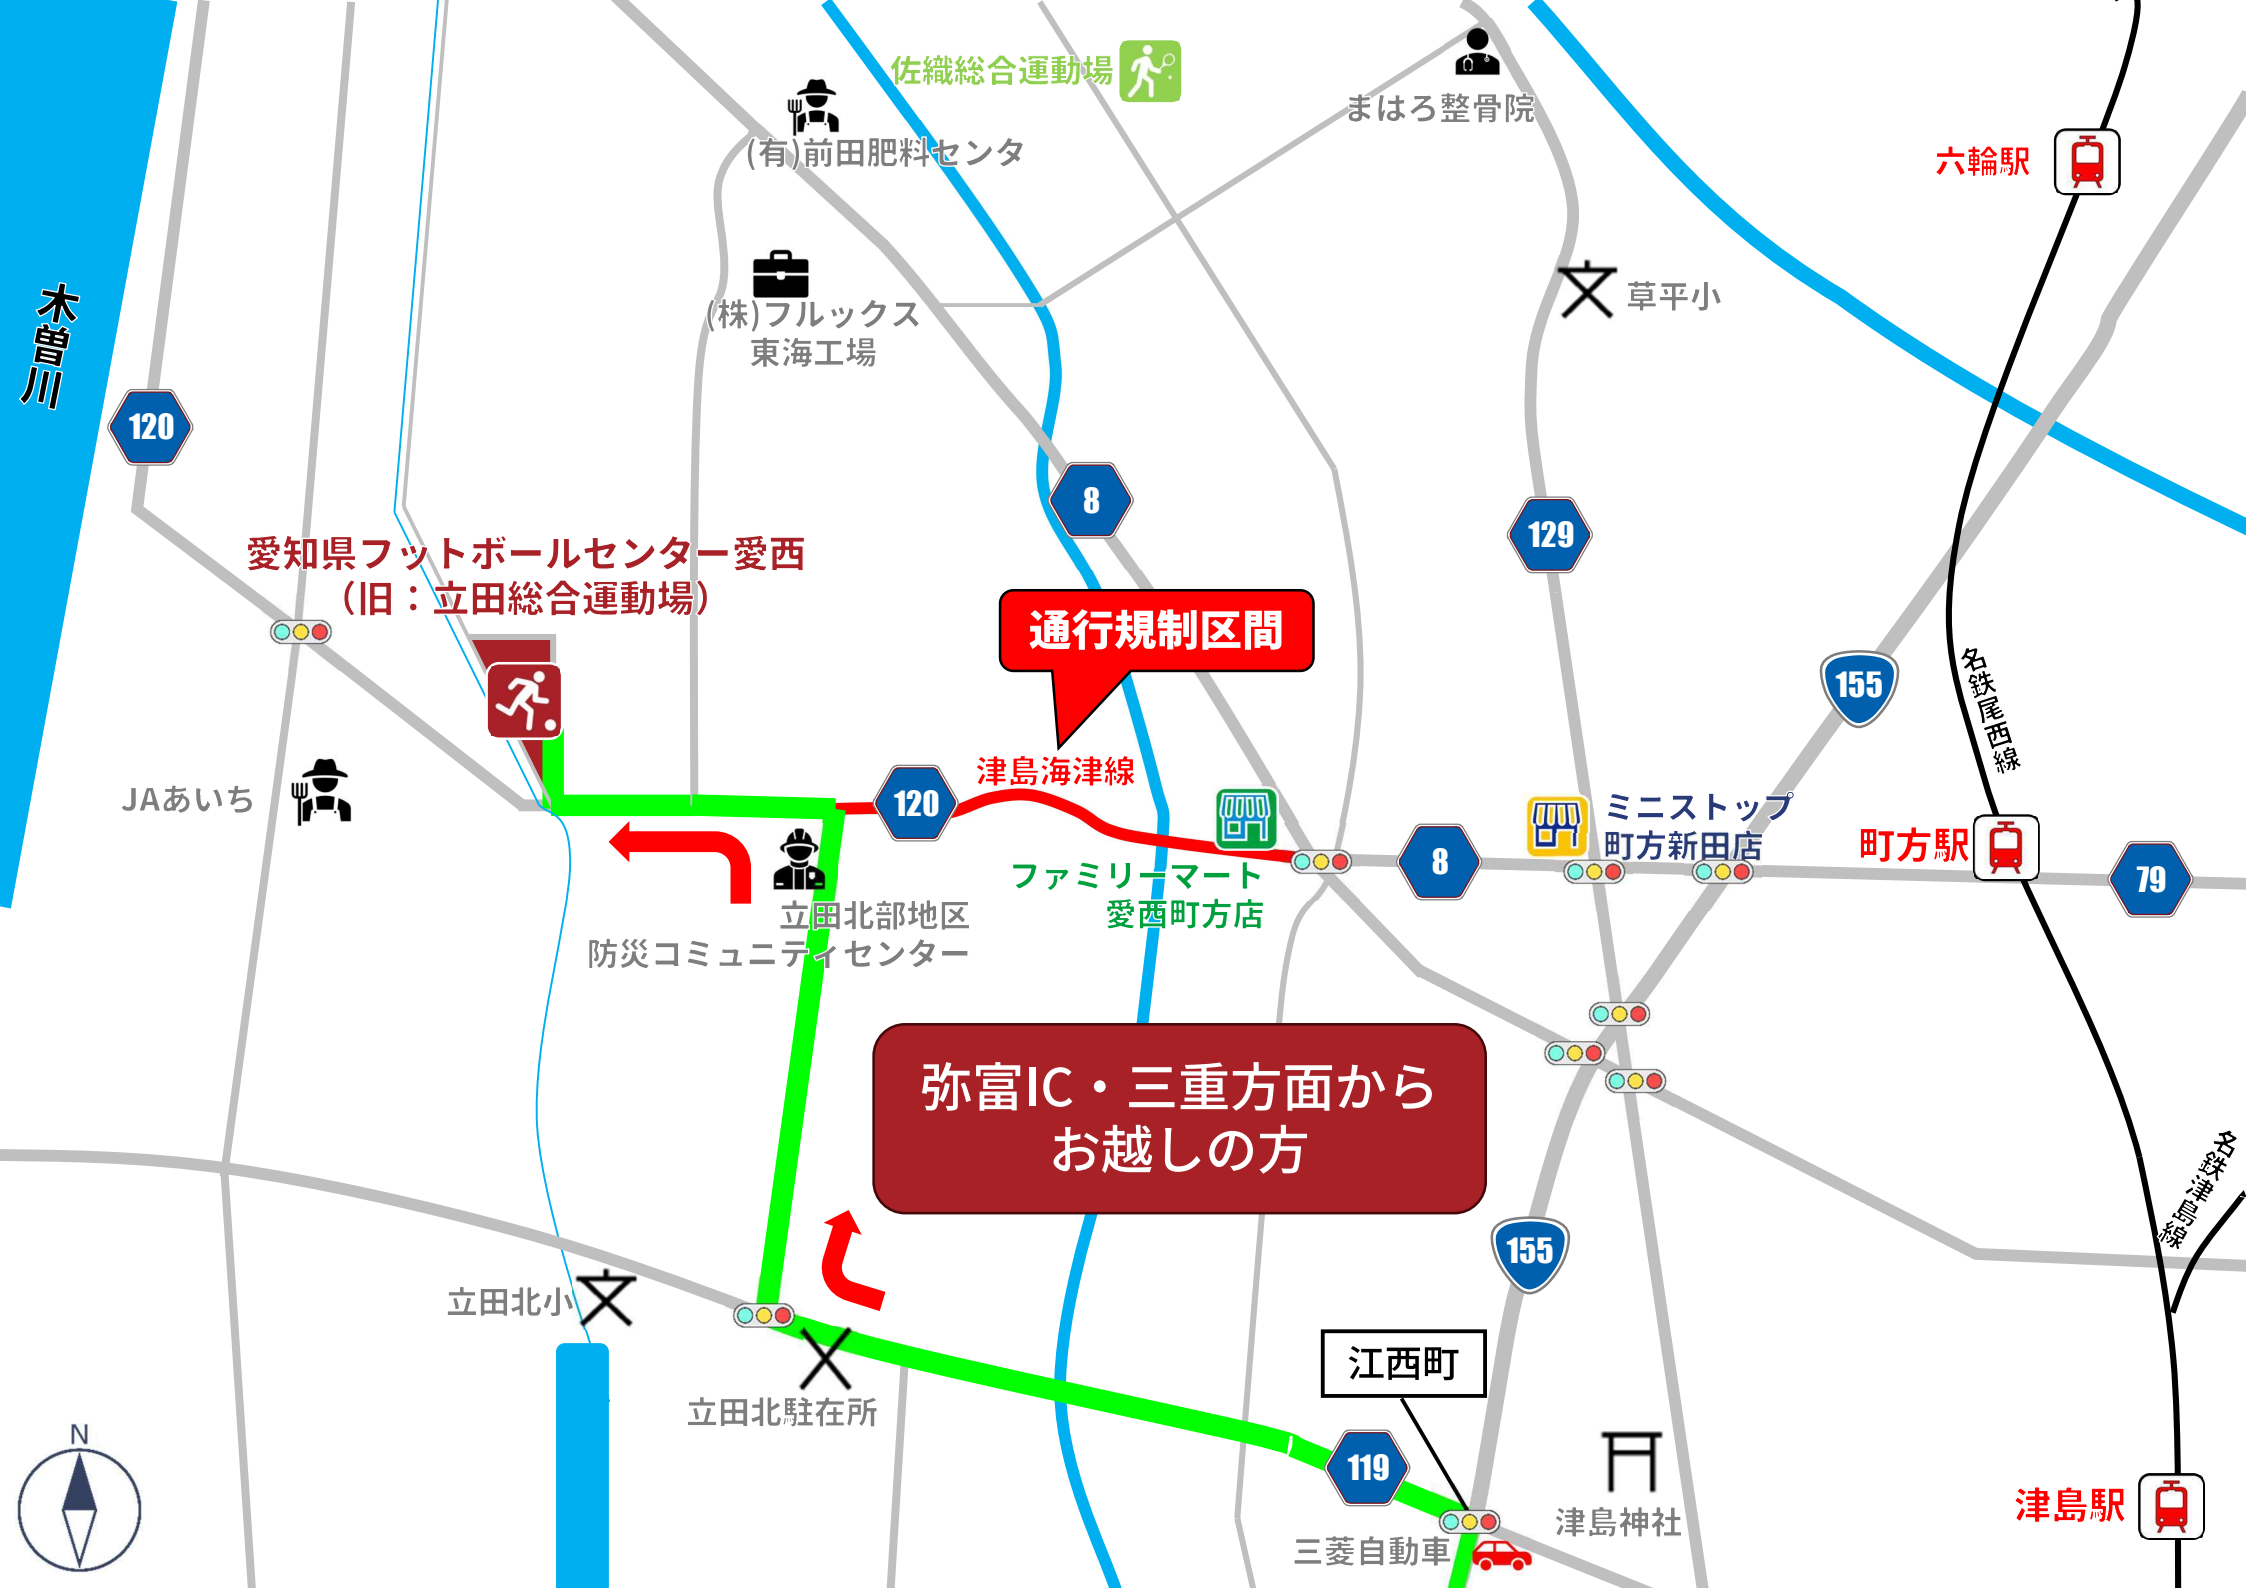 佐織総合運動場
まはろ整骨院
(有)前田肥料センタ
六輪駅
木曽川
(株)フルックス
東海工場
草平小
120
8
129
愛知県フットボールセンター愛西
（旧：立田総合運動場）
通行規制区間
155
名鉄尾西線
津島海津線
JAあいち
120
ミニストップ
町方新田店
町方駅
ファミリーマート
愛西町方店
8
79
立田北部地区
防災コミュニティセンター
弥富IC・三重方面から
お越しの方
名鉄津島線
155
立田北小
江西町
立田北駐在所
N
119
津島神社
津島駅
三菱自動車